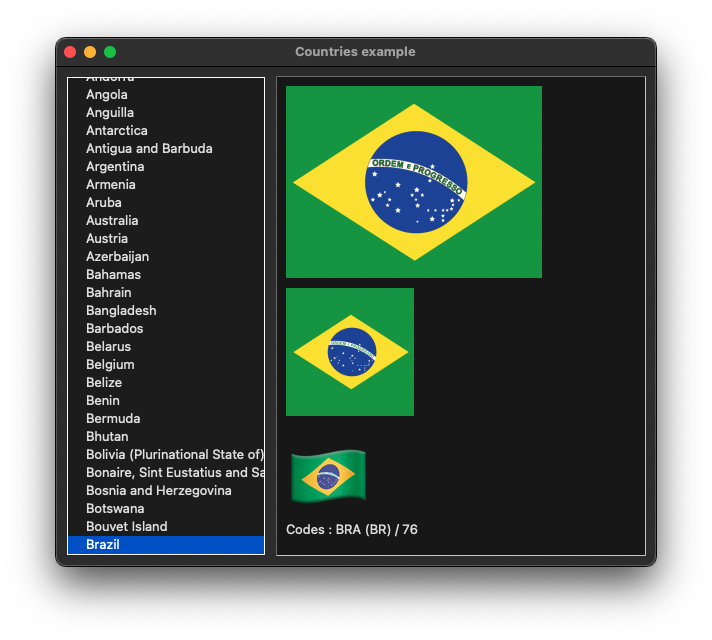 Countries example
Andorra
Angola
Anguilla
Antarctica
Antigua and Barbuda
Argentina
Armenia
Aruba
Australia
Austria
Azerbaijan
Bahamas
Bahrain
Bangladesh
Barbados
Belarus
Belgium
Belize
Benin
Bermuda
Bhutan
Bolivia (Plurinational State of)
Bonaire, Sint Eustatius and Sa
Bosnia and Herzegovina
Botswana
Bouvet Island
Brazil
ORDEM E PROGRESSO
ORDEM E PROGRESSO
Codes : BRA (BR) / 76